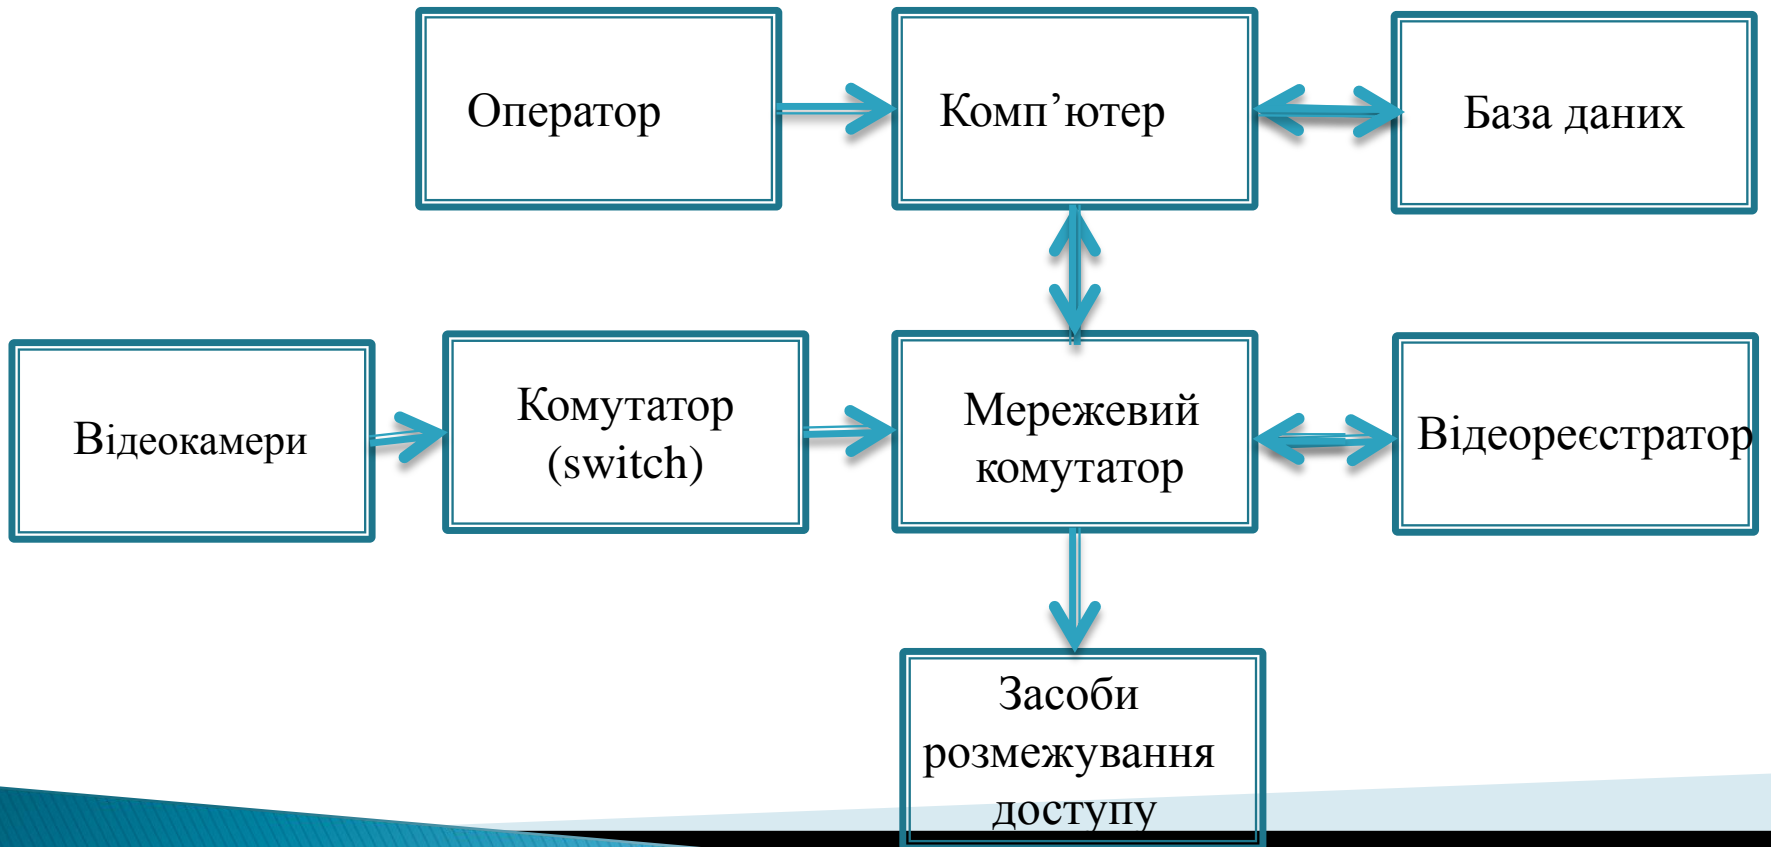 Оператор
Комп’ютер
База даних
Відеокамери
Комутатор
(switch)
Мережевий
комутатор
Відеореєстратор
Засоби
розмежування
доступу